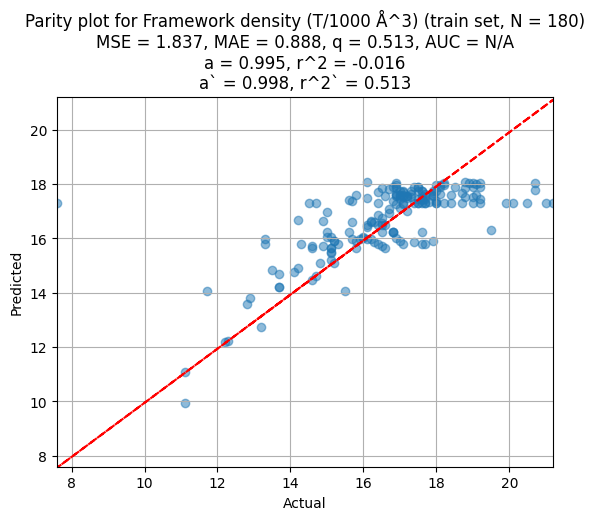 Parity plot for Framework density (T/1000 Å^3) (train set, N = 180)
MSE = 1.837, MAE = 0.888, q = 0.513, AUC = N/A
a = 0.995, r^2 = -0.016
a` = 0.998, r^2` = 0.513
20
18
16
14
12
10
8
Predicted
8
10
12
14
16
18
20
Actual